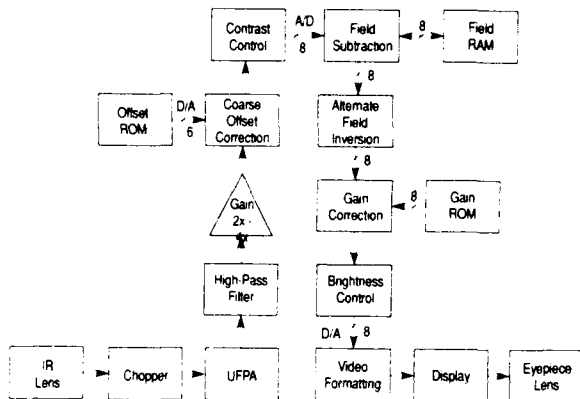 Contrast
Control
A/D
8
Field
Subtraction
8
Field
RAM
8
Offset
ROM
D/A
6
Coarse
Offset
Correction
Alternate
Field
Inversion
8
Gain
2x -
Gain
Correction
8
Gain
ROM
High-Pass
Filter
Brightness
Control
D/A
8
IR
Lens
Chopper
UFPA
Video
Formatting
Display
Eyepiece
Lens